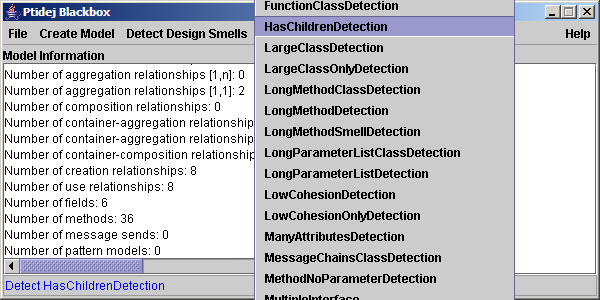 Ptidej Blackbox
File Create Model Detect Design Smells Help
Model Information
Number of aggregation relationships [1,n]: 0
Number of aggregation relationships [1,1]: 2
Number of composition relationships: 0
Number of container-aggregation relationship
Number of container-aggregation relationship
Number of container-composition relationship
Number of creation relationships: 8
Number of use relationships: 8
Number of fields: 6
Number of methods: 36
Number of message sends: 0
Number of pattern models: 0
Detect HasChildrenDetection
FunctionClassDetection
HasChildrenDetection
LargeClassDetection
LargeClassOnlyDetection
LongMethodClassDetection
LongMethodDetection
LongMethodSmellDetection
LongParameterListClassDetection
LongParameterListDetection
LowCohesionDetection
LowCohesionOnlyDetection
ManyAttributesDetection
MessageChainsClassDetection
MethodNoParameterDetection
MultipleInterface